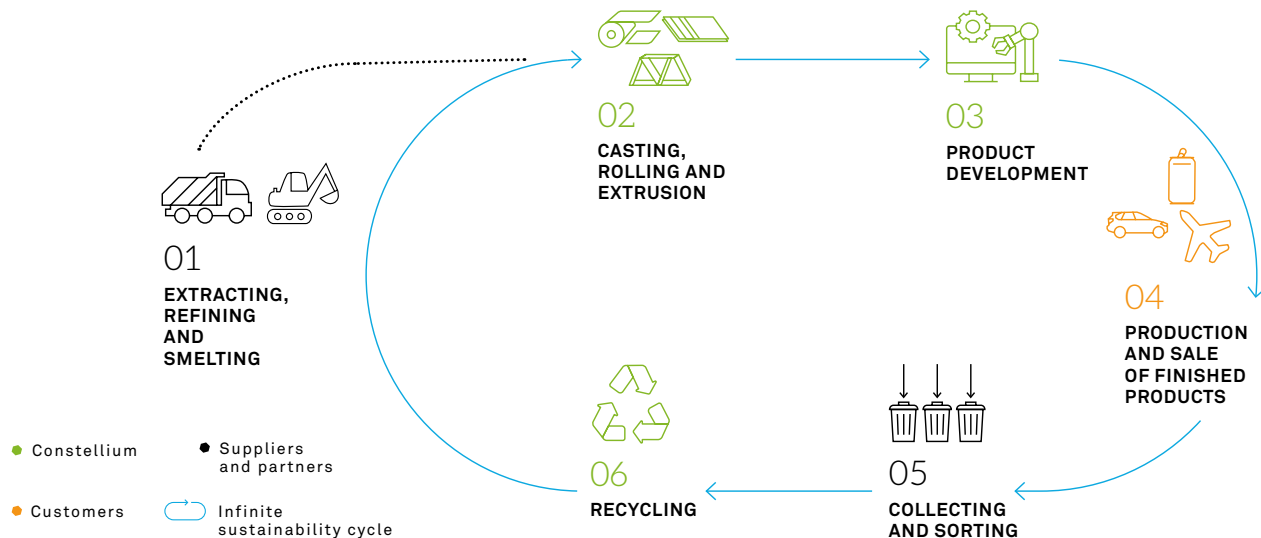 01
EXTRACTING,
REFINING
AND
SMELTING
02
CASTING,
ROLLING AND
EXTRUSION
03
PRODUCT
DEVELOPMENT
04
PRODUCTION
AND SALE
OF FINISHED
PRODUCTS
05
COLLECTING
AND SORTING
06
RECYCLING
Constellium
Suppliers
and partners
Customers
Infinite
sustainability cycle